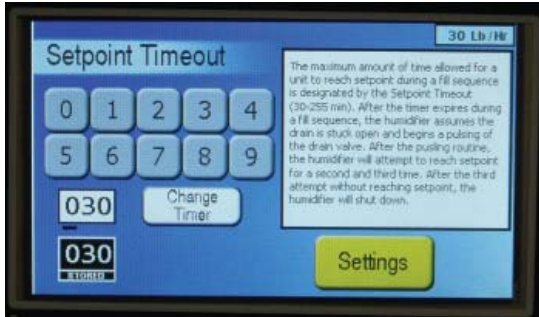 30 Lb/Hr
Setpoint Timeout
The maximum amount of time allowed for a
unit to reach setpoint during a fill sequence
is designated by the Setpoint Timeout
(30-255 min). After the timer expires during
a fill sequence, the humidifier assumes the
drain is stuck open and begins a pulsing of
the drain valve. After the pusling routine,
the humidifier will attempt to reach setpoint
for a second and third time. After the third
attempt without reaching setpoint, the
humidifier will shut down.
0 1 2 3 4
5 6 7 8 9
030
Change
Timer
030
STORED
Settings